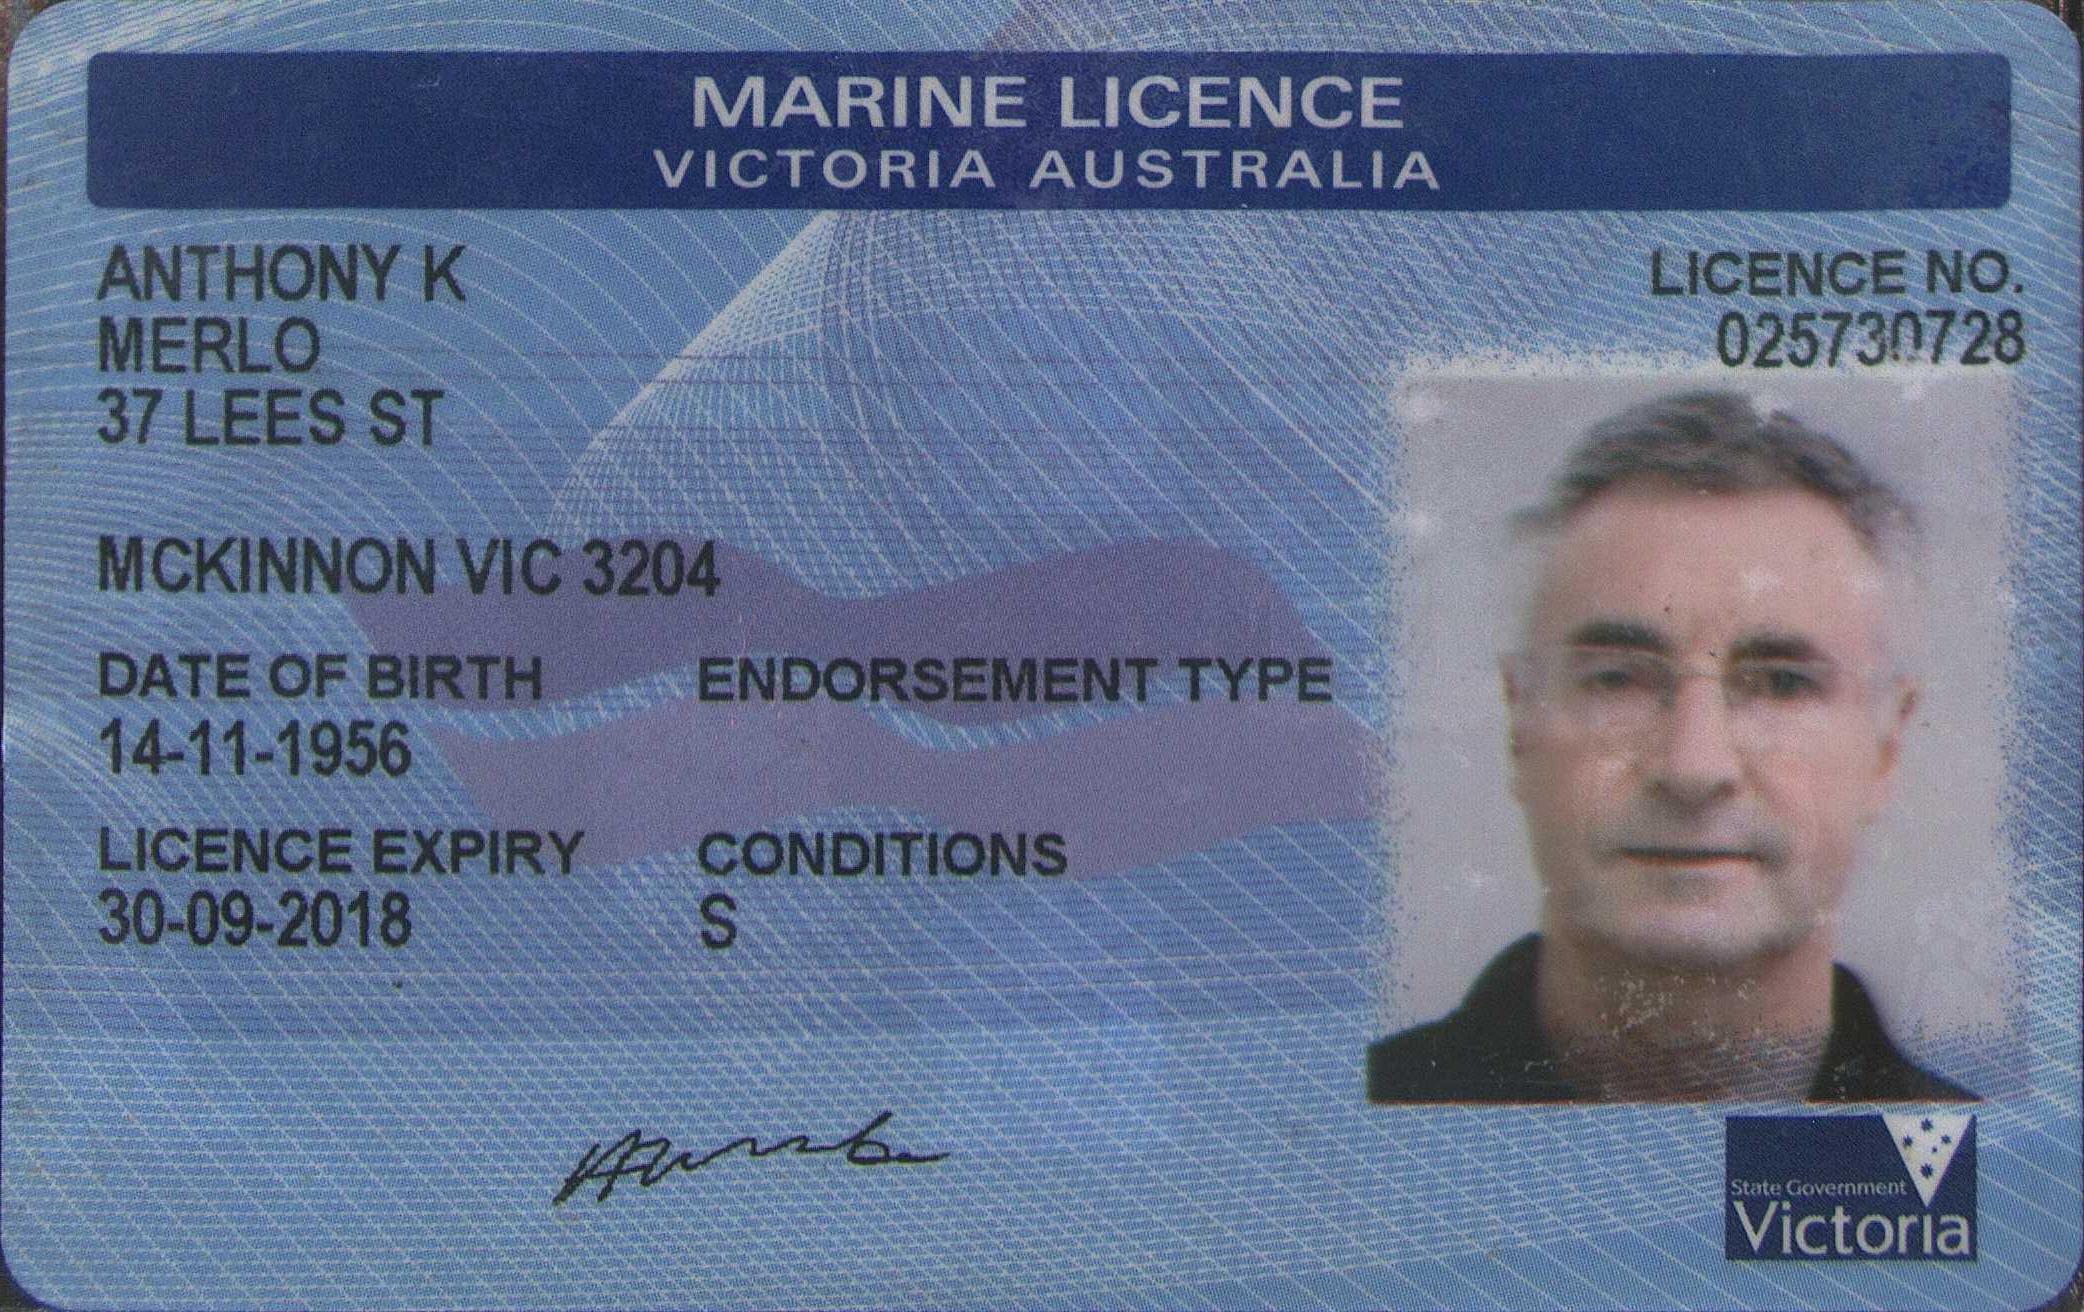 MARINE LICENCE
VICTORIA AUSTRALIA
ANTHONY K
MERLO
37 LEES ST
MCKINNON VIC 3204
LICENCE NO.
025730728
DATE OF BIRTH
14-11-1956
ENDORSEMENT TYPE
LICENCE EXPIRY
30-09-2018
CONDITIONS
S
State Government
Victoria